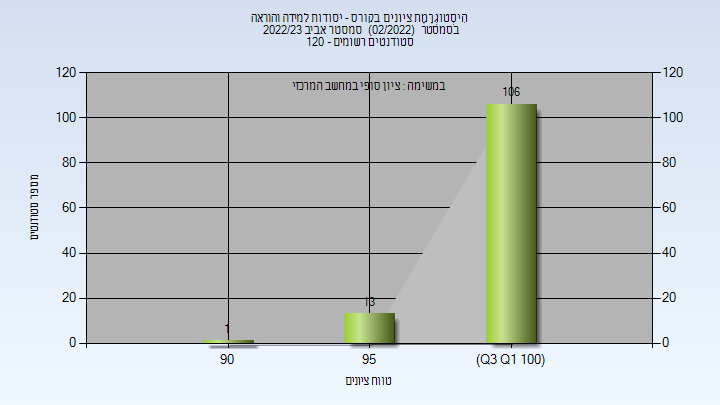 היסטוגרמת ציונים בקורס - יסודות למידה והוראה
בסמסטר (02/2022) סמסטר אביב 2022/23
סטודנטים רשומים - 120
במשימה : ציון סופי במחשב המרכזי
120
100
80
60
40
20
0
120
100
80
60
40
20
0
1
13
106
90
95
(Q3 Q1 100)
מספר סטודנטים
טווח ציונים